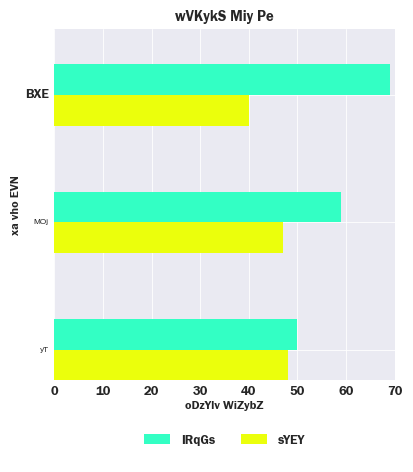 wVKykS Miy Pe
BXE
MOj
yT
xa vho EVN
0 10 20 30 40 50 60 70
oDzYlv WiZybZ
IRqGs sYEY